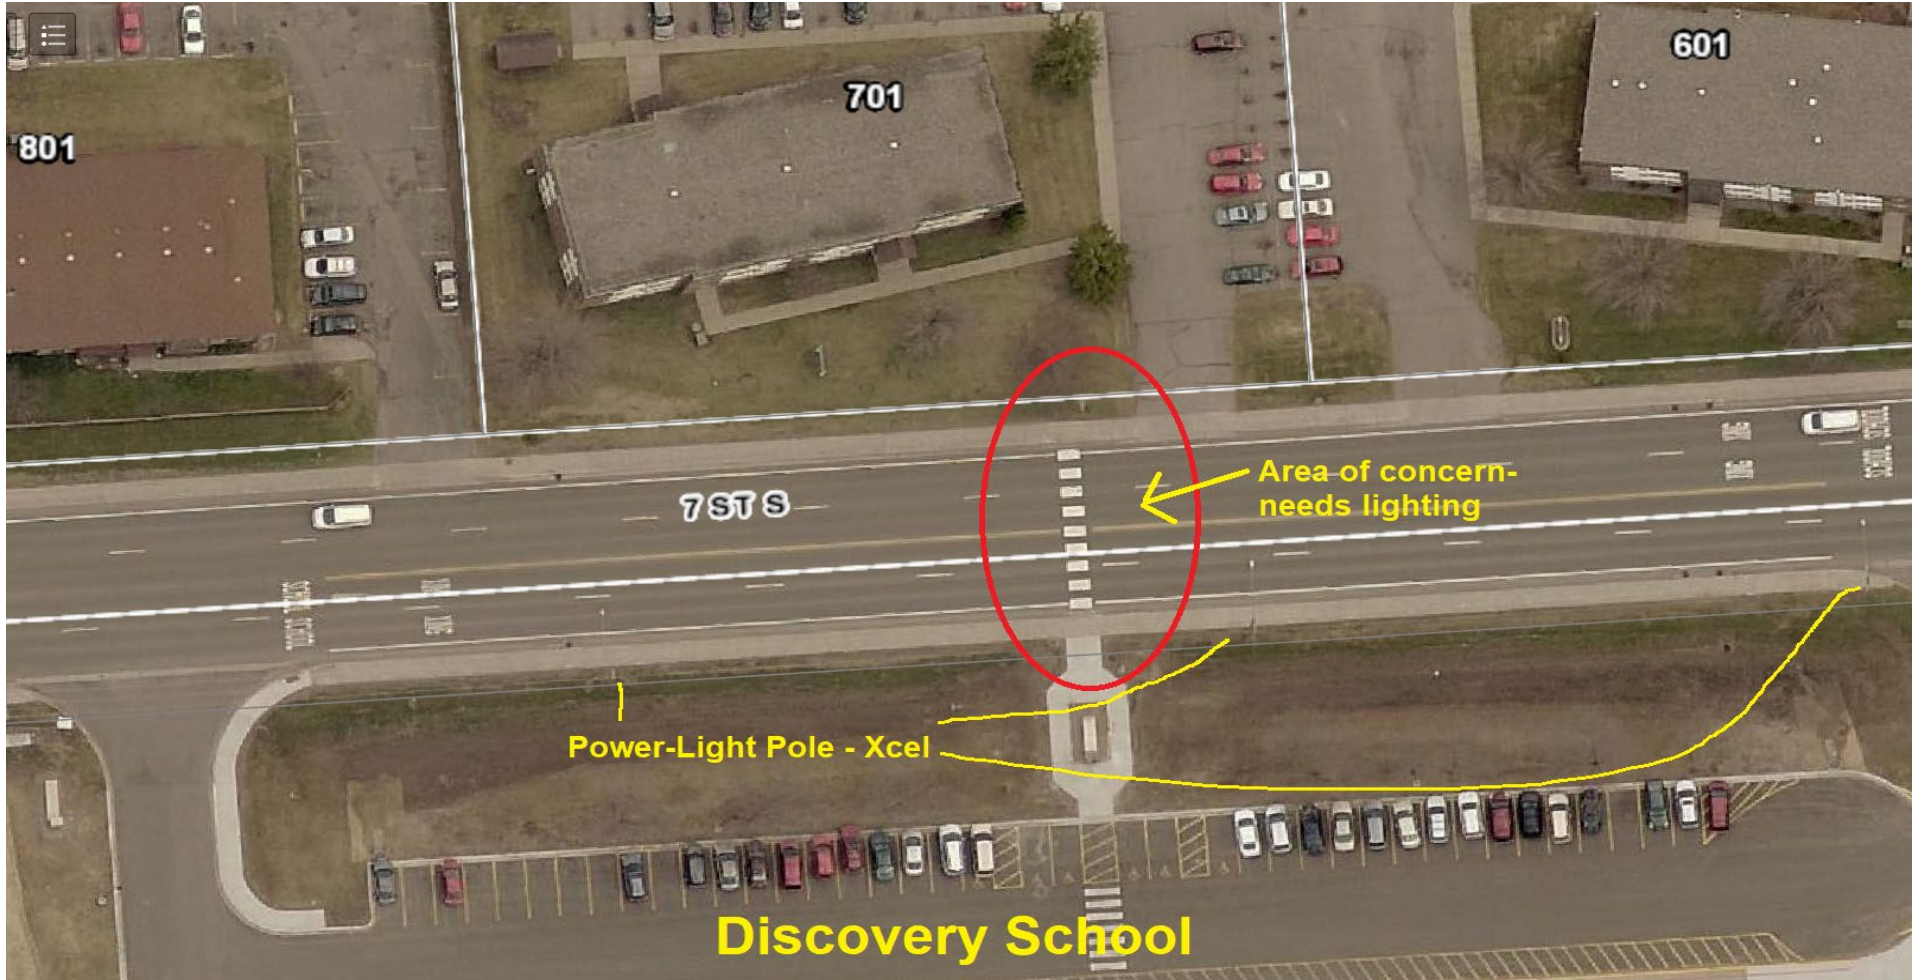 601
701
801
Area of concern-
needs lighting
7 ST S
Power-Light Pole - Xcel
Discovery School